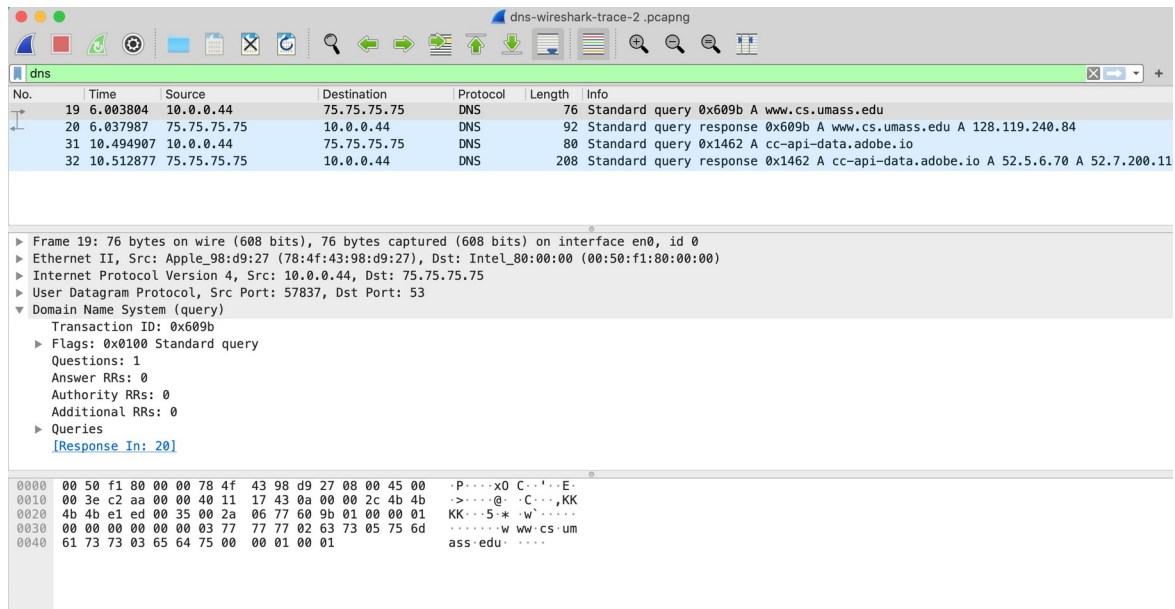 dns-wireshark-trace-2 .pcapng
dns
No. Time Source Destination Protocol Length Info
19 6.003804 10.0.0.44 75.75.75.75 DNS 76 Standard query 0x609b A www.cs.umass.edu
20 6.037987 75.75.75.75 10.0.0.44 DNS 92 Standard query response 0x609b A www.cs.umass.edu A 128.119.240.84
31 10.494907 10.0.0.44 75.75.75.75 DNS 80 Standard query 0x1462 A cc-api-data.adobe.io
32 10.512877 75.75.75.75 10.0.0.44 DNS 208 Standard query response 0x1462 A cc-api-data.adobe.io A 52.5.6.70 A 52.7.200.11
Frame 19: 76 bytes on wire (608 bits), 76 bytes captured (608 bits) on interface en0, id 0
Ethernet II, Src: Apple_98:d9:27 (78:4f:43:98:d9:27), Dst: Intel_80:00:00 (00:50:f1:80:00:00)
Internet Protocol Version 4, Src: 10.0.0.44, Dst: 75.75.75.75
User Datagram Protocol, Src Port: 57837, Dst Port: 53
Domain Name System (query)
Transaction ID: 0x609b
Flags: 0x0100 Standard query
Questions: 1
Answer RRs: 0
Authority RRs: 0
Additional RRs: 0
Queries
[Response In: 20]
0000 00 50 f1 80 00 00 78 4f 43 98 d9 27 08 00 45 00 ·P····xO C··'··E·
0010 00 3e c2 aa 00 00 40 11 17 43 0a 00 00 2c 4b 4b ·>····@· ·C···,KK
0020 4b 4b e1 ed 00 35 00 2a 06 77 60 9b 01 00 00 01 KK···5·* ·w`·····
0030 00 00 00 00 00 00 03 77 77 77 02 63 73 05 75 6d ·······w ww·cs·um
0040 61 73 73 03 65 64 75 00 00 01 00 01 ass·edu· ····